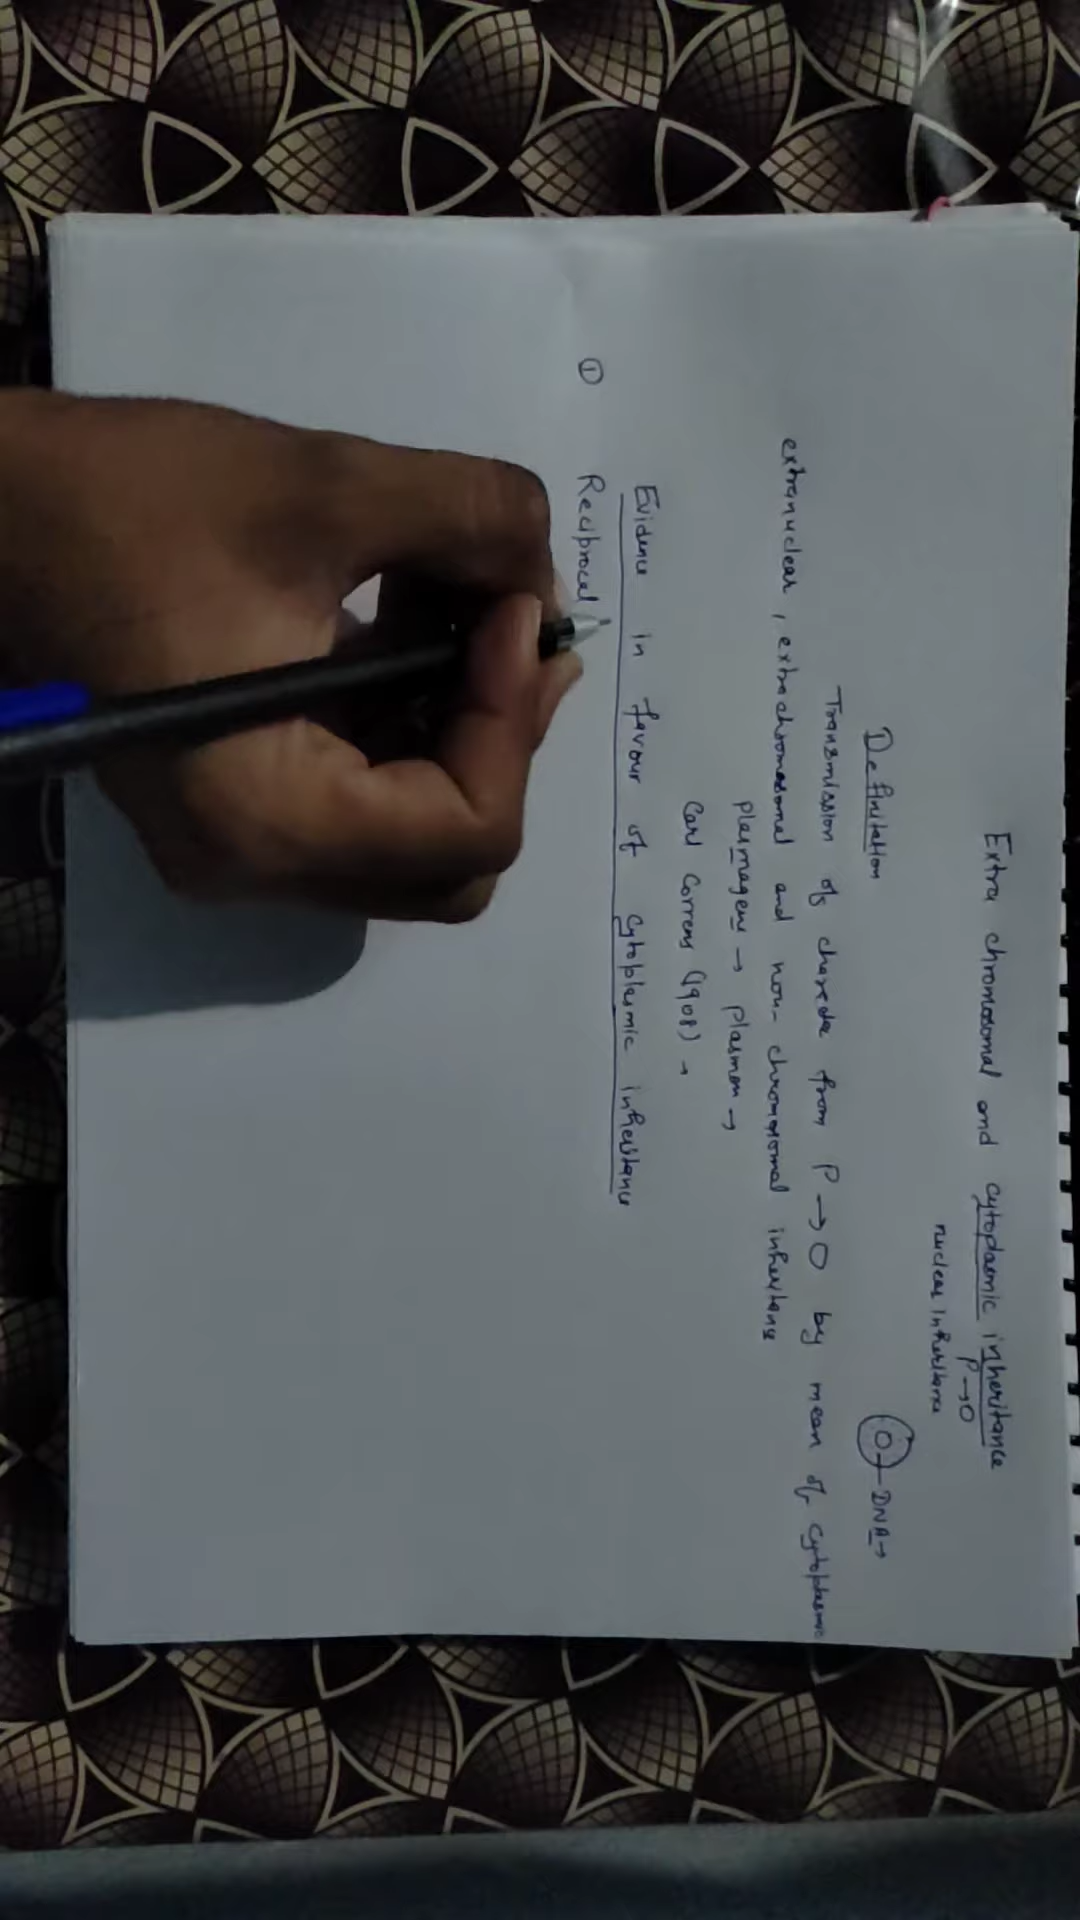 Extra chromosomal and cytoplasmic inheritance
P → O
nuclear inheritance
O – DNA →
Definitation
Transmission of character from P → O by mean of cytoplasmic
extranuclear, extrachromosomal and non-chromosomal inheritance
Plasmagene → plasmon →
Carl Correns (1908) →
Evidence in favour of cytoplasmic inheritance
① Reciprocal